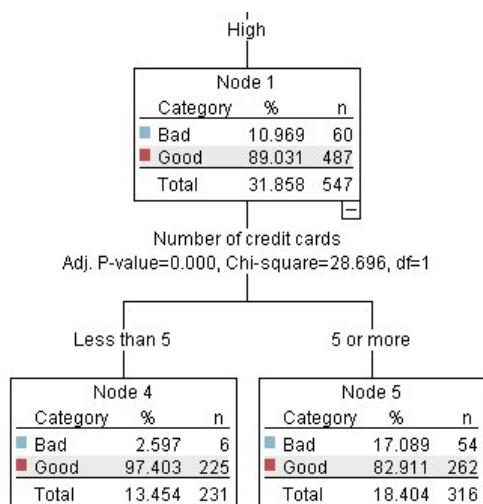 High
Node 1
Category % n
Bad 10.969 60
Good 89.031 487
Total 31.858 547
Number of credit cards
Adj. P-value=0.000, Chi-square=28.696, df=1
Less than 5
5 or more
Node 4
Category % n
Bad 2.597 6
Good 97.403 225
Total 13.454 231
Node 5
Category % n
Bad 17.089 54
Good 82.911 262
Total 18.404 316